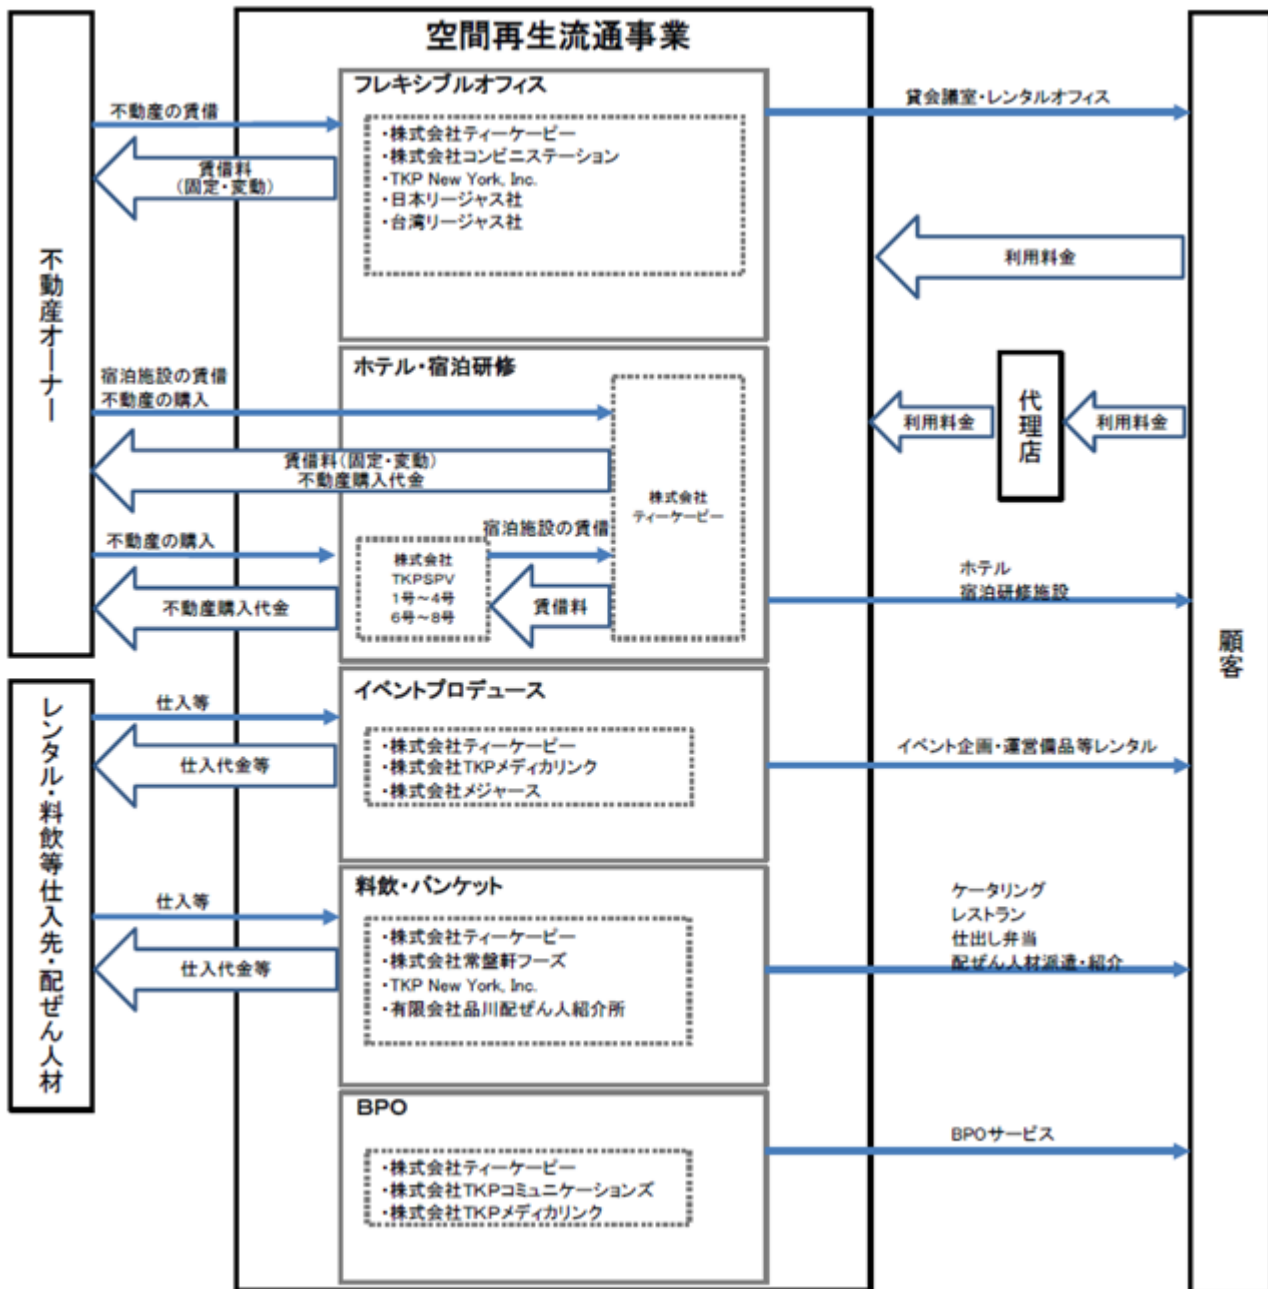 空間再生流通事業
不動産オーナー
不動産の賃借
賃借料
(固定・変動)
フレキシブルオフィス
・株式会社ティーケーピー
・株式会社コンビニステーション
・TKP New York, Inc.
・日本リージャス社
・台湾リージャス社
貸会議室・レンタルオフィス
利用料金
宿泊施設の賃借
不動産の購入
賃借料(固定・変動)
不動産購入代金
不動産の購入
不動産購入代金
ホテル・宿泊研修
株式会社
ティーケーピー
宿泊施設の賃借
株式会社
TKPSPV
1号～4号
6号～8号
賃借料
利用料金
代理店
利用料金
ホテル
宿泊研修施設
顧客
レンタル・料飲等仕入先・配ぜん人材
仕入等
仕入代金等
イベントプロデュース
・株式会社ティーケーピー
・株式会社TKPメディカリンク
・株式会社メジャース
イベント企画・運営備品等レンタル
仕入等
仕入代金等
料飲・バンケット
・株式会社ティーケーピー
・株式会社常盤軒フーズ
・TKP New York, Inc.
・有限会社品川配ぜん人紹介所
ケータリング
レストラン
仕出し弁当
配ぜん人材派遣・紹介
BPO
・株式会社ティーケーピー
・株式会社TKPコミュニケーションズ
・株式会社TKPメディカリンク
BPOサービス